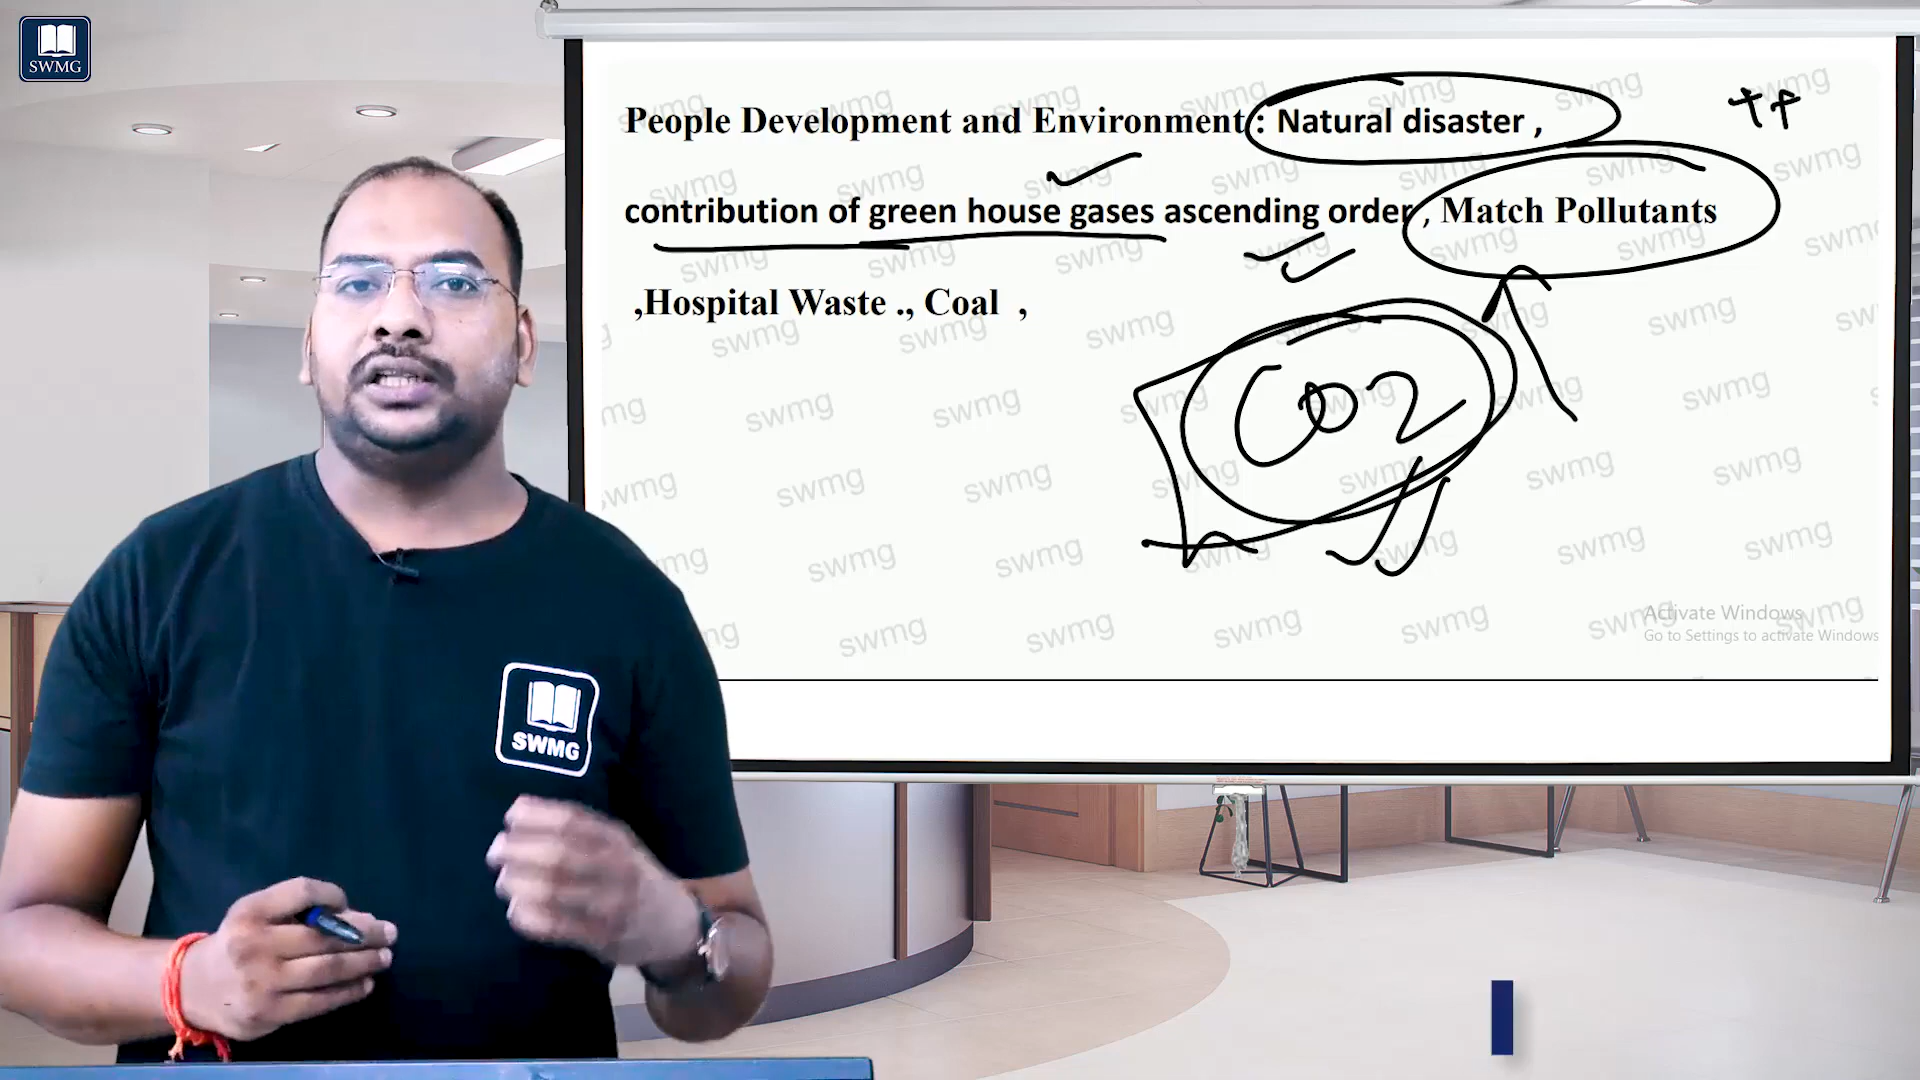 SWMG
People Development and Environment : Natural disaster ,
contribution of green house gases ascending order , Match Pollutants
,Hospital Waste ., Coal ,
CO2
Activate Windows
Go to Settings to activate Windows
SWMG
swmg